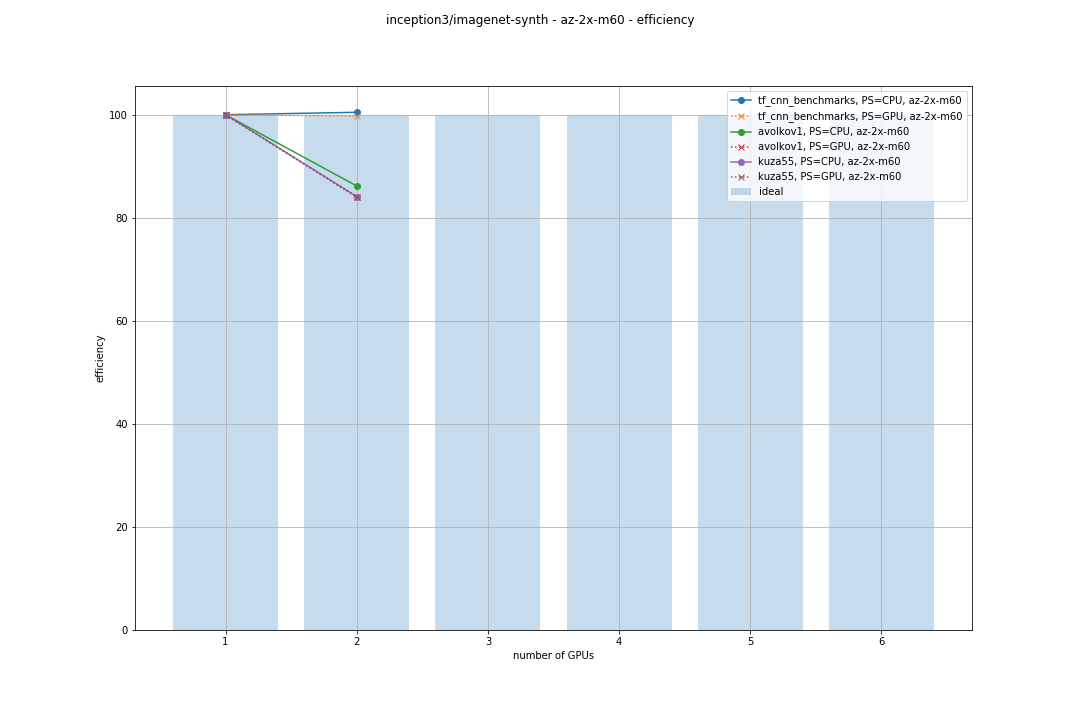 inception3/imagenet-synth - az-2x-m60 - efficiency
tf_cnn_benchmarks, PS=CPU, az-2x-m60
tf_cnn_benchmarks, PS=GPU, az-2x-m60
avolkov1, PS=CPU, az-2x-m60
avolkov1, PS=GPU, az-2x-m60
kuza55, PS=CPU, az-2x-m60
kuza55, PS=GPU, az-2x-m60
ideal
100
80
60
40
20
0
efficiency
1 2 3 4 5 6
number of GPUs